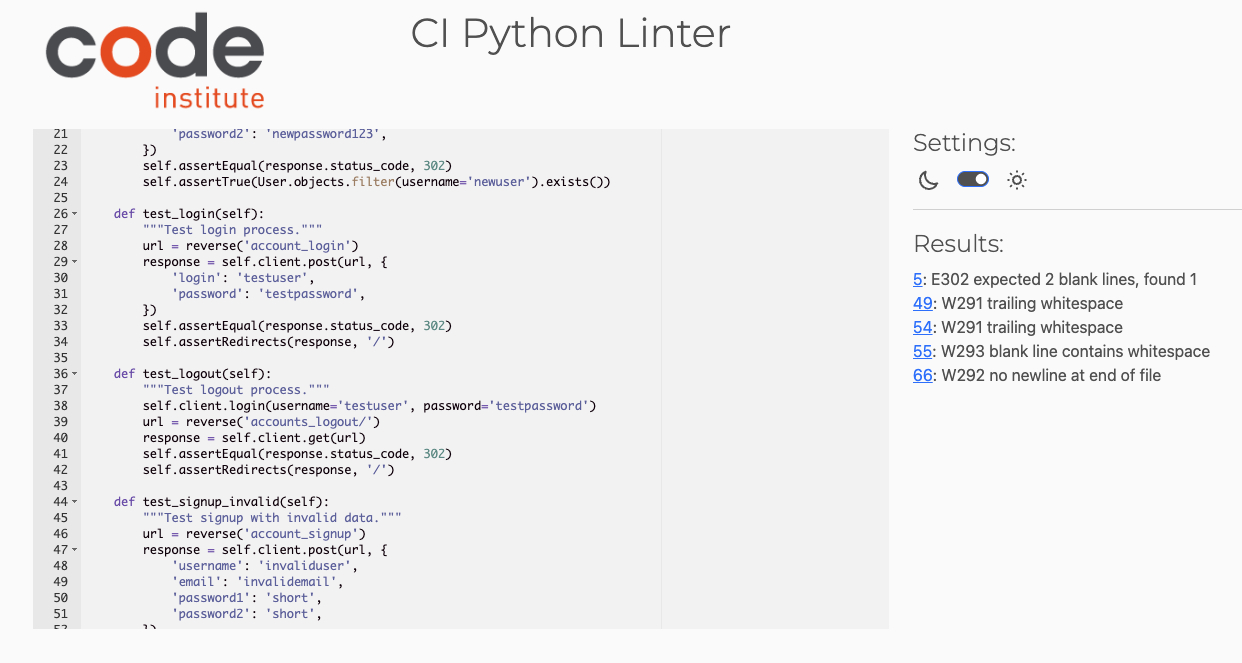 code
institute
CI Python Linter
21 'password2': 'newpassword123',
22 })
23 self.assertEqual(response.status_code, 302)
24 self.assertTrue(User.objects.filter(username='newuser').exists())
25
26 def test_login(self):
27 """Test login process."""
28 url = reverse('account_login')
29 response = self.client.post(url, {
30 'login': 'testuser',
31 'password': 'testpassword',
32 })
33 self.assertEqual(response.status_code, 302)
34 self.assertRedirects(response, '/')
35
36 def test_logout(self):
37 """Test logout process."""
38 self.client.login(username='testuser', password='testpassword')
39 url = reverse('accounts_logout/')
40 response = self.client.get(url)
41 self.assertEqual(response.status_code, 302)
42 self.assertRedirects(response, '/')
43
44 def test_signup_invalid(self):
45 """Test signup with invalid data."""
46 url = reverse('account_signup')
47 response = self.client.post(url, {
48 'username': 'invaliduser',
49 'email': 'invalidemail',
50 'password1': 'short',
51 'password2': 'short',
52 })
Settings:
Results:
5: E302 expected 2 blank lines, found 1
49: W291 trailing whitespace
54: W291 trailing whitespace
55: W293 blank line contains whitespace
66: W292 no newline at end of file